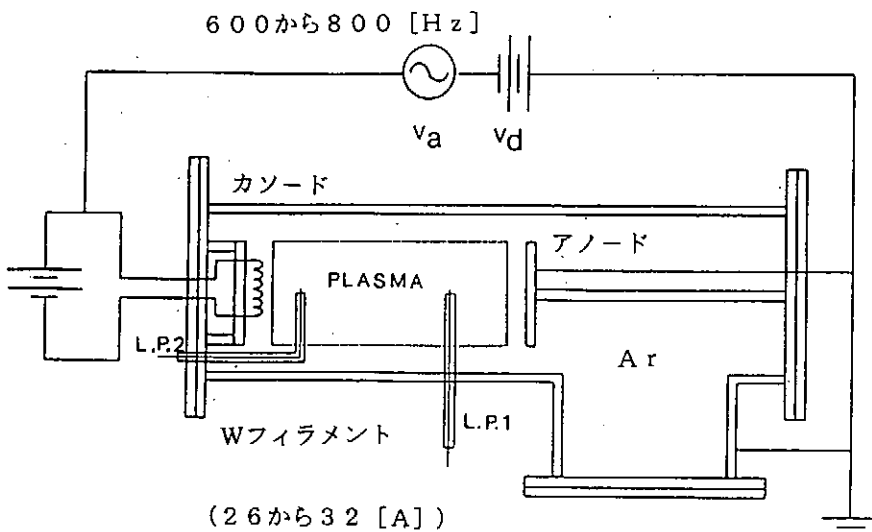 600から800 [Hz]
va
vd
カソード
アノード
PLASMA
L.P.2
Ar
L.P.1
Wフィラメント
(26から32 [A])